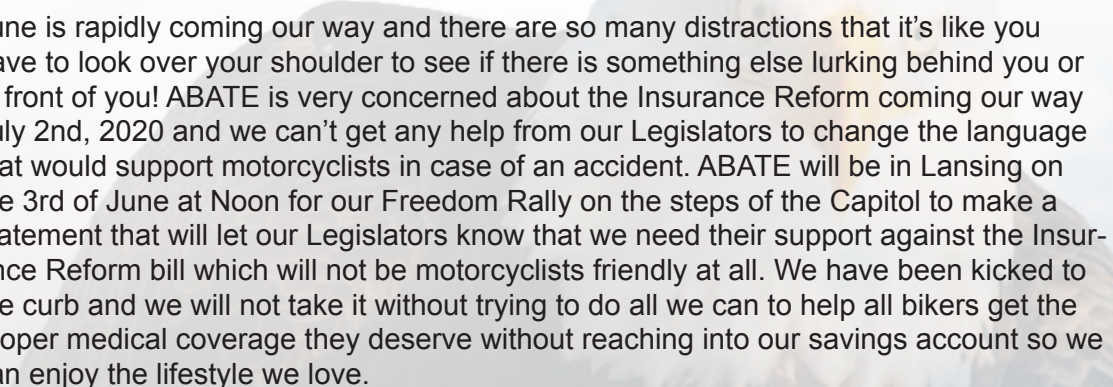 une is rapidly coming our way and there are so many distractions that it’s like you
ave to look over your shoulder to see if there is something else lurking behind you or
front of you! ABATE is very concerned about the Insurance Reform coming our way
uly 2nd, 2020 and we can’t get any help from our Legislators to change the language
at would support motorcyclists in case of an accident. ABATE will be in Lansing on
e 3rd of June at Noon for our Freedom Rally on the steps of the Capitol to make a
atement that will let our Legislators know that we need their support against the Insur-
nce Reform bill which will not be motorcyclists friendly at all. We have been kicked to
e curb and we will not take it without trying to do all we can to help all bikers get the
oper medical coverage they deserve without reaching into our savings account so we
an enjoy the lifestyle we love.